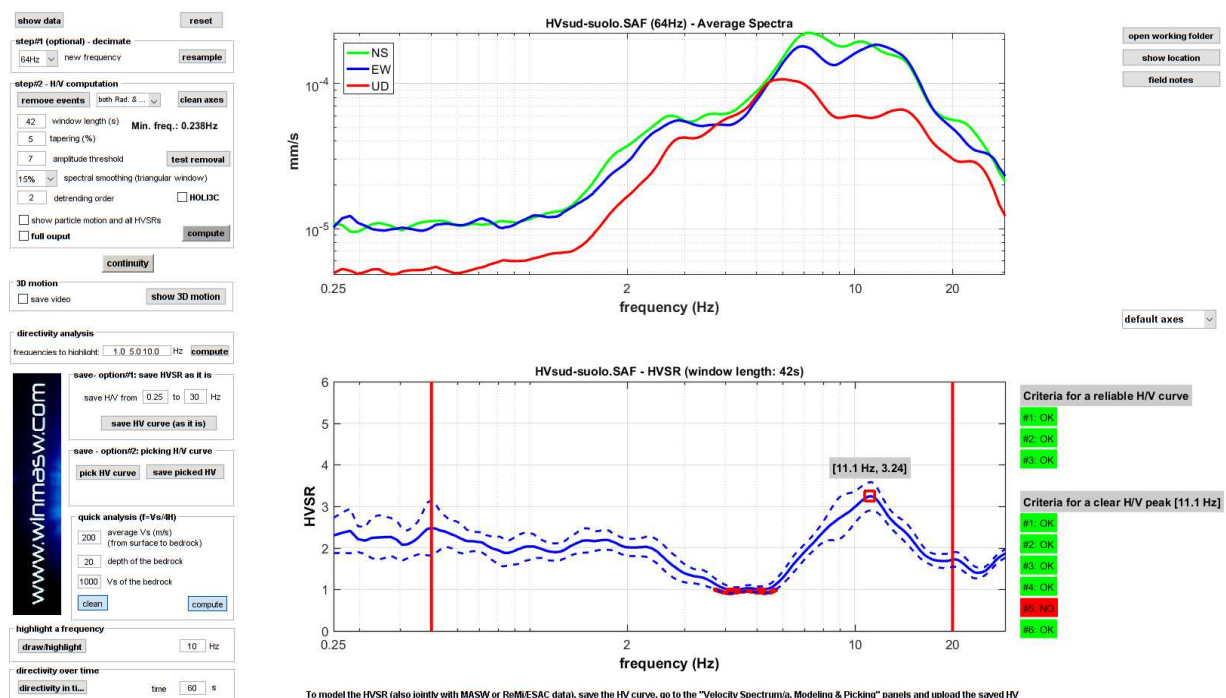 show data
reset
step#1 (optional) - decimate
64Hz
new frequency
resample
step#2 - H/V computation
remove events
both Rad. & ...
clean axes
42
window length (s)
Min. freq.: 0.238Hz
5
tapering (%)
7
amplitude threshold
test removal
15%
spectral smoothing (triangular window)
2
detrending order
HOLI3C
show particle motion and all HVSRs
full ouput
compute
continuity
3D motion
save video
show 3D motion
directivity analysis
frequencies to highlight:
1.0 5.0 10.0
Hz
compute
www.winmasw.com
save- option#1: save HVSR as it is
save H/V from
0.25
to
30
Hz
save HV curve (as it is)
save - option#2: picking H/V curve
pick HV curve
save picked HV
quick analysis (f=Vs/4H)
200
average Vs (m/s)
(from surface to bedrock)
20
depth of the bedrock
1000
Vs of the bedrock
clean
compute
highlight a frequency
draw/highlight
10
Hz
directivity over time
directivity in ti...
time
60
s
HVsud-suolo.SAF (64Hz) - Average Spectra
NS
EW
UD
10-4
10-5
mm/s
0.25
2
10
20
frequency (Hz)
HVsud-suolo.SAF - HVSR (window length: 42s)
6
5
4
3
2
1
0
HVSR
[11.1 Hz, 3.24]
0.25
2
10
20
frequency (Hz)
To model the HVSR (also jointly with MASW or ReMi/ESAC data), save the HV curve, go to the "Velocity Spectrum/a, Modeling & Picking" panels and upload the saved HV
open working folder
show location
field notes
default axes
Criteria for a reliable H/V curve
#1: OK
#2: OK
#3: OK
Criteria for a clear H/V peak [11.1 Hz]
#1: OK
#2: OK
#3: OK
#4: OK
#5: NO
#6: OK